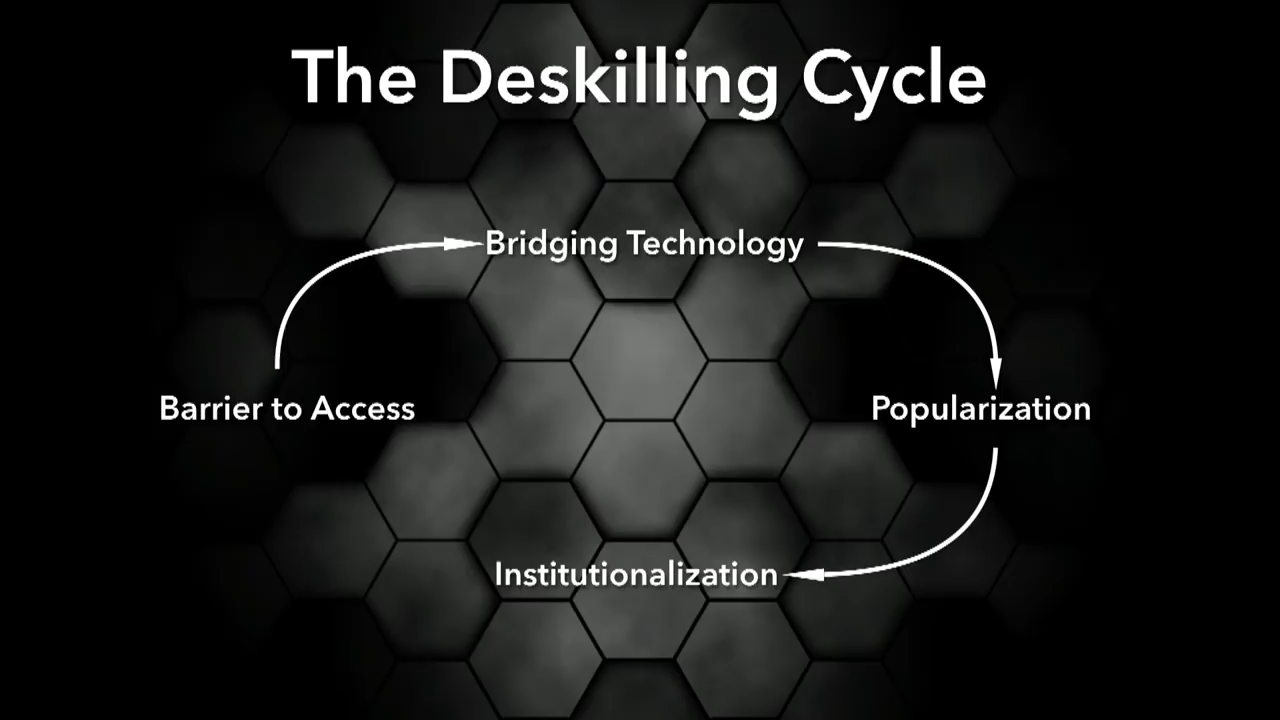 The Deskilling Cycle
Bridging Technology
Barrier to Access
Popularization
Institutionalization